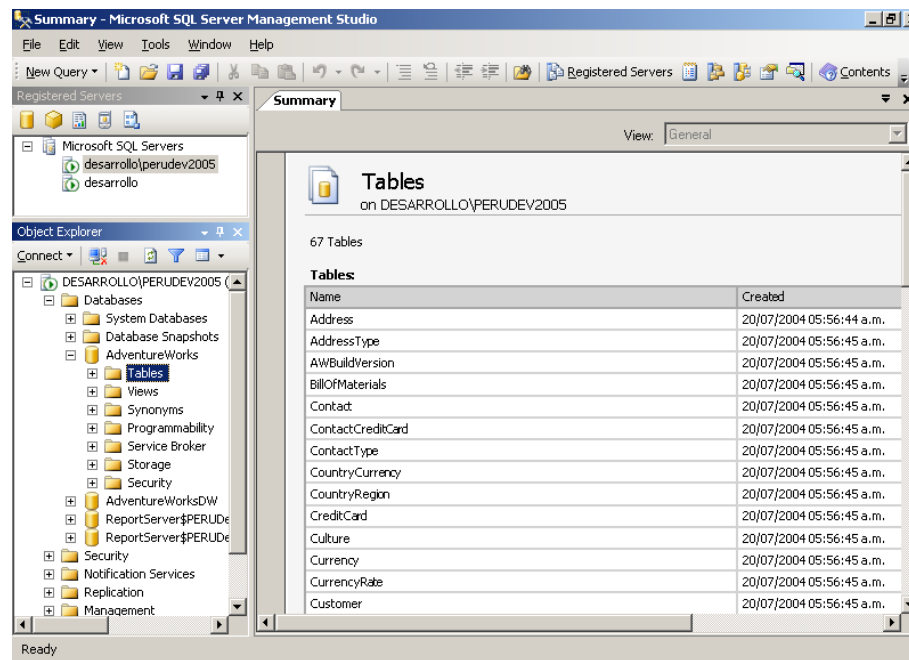 Summary - Microsoft SQL Server Management Studio
File Edit View Tools Window Help
New Query Registered Servers Contents
Registered Servers
Microsoft SQL Servers
desarrollo\perudev2005
desarrollo
Object Explorer
Connect
DESARROLLO\PERUDEV2005 (
Databases
System Databases
Database Snapshots
AdventureWorks
Tables
Views
Synonyms
Programmability
Service Broker
Storage
Security
AdventureWorksDW
ReportServer$PERUDe
ReportServer$PERUDe
Security
Notification Services
Replication
Management
Summary
View: General
Tables
on DESARROLLO\PERUDEV2005
67 Tables
Tables:
Name Created
Address 20/07/2004 05:56:44 a.m.
AddressType 20/07/2004 05:56:45 a.m.
AWBuildVersion 20/07/2004 05:56:45 a.m.
BillOfMaterials 20/07/2004 05:56:45 a.m.
Contact 20/07/2004 05:56:45 a.m.
ContactCreditCard 20/07/2004 05:56:45 a.m.
ContactType 20/07/2004 05:56:45 a.m.
CountryCurrency 20/07/2004 05:56:45 a.m.
CountryRegion 20/07/2004 05:56:45 a.m.
CreditCard 20/07/2004 05:56:45 a.m.
Culture 20/07/2004 05:56:45 a.m.
Currency 20/07/2004 05:56:45 a.m.
CurrencyRate 20/07/2004 05:56:45 a.m.
Customer 20/07/2004 05:56:45 a.m.
Ready